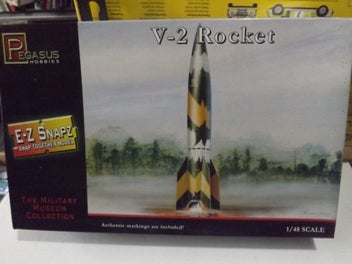 PEGASUS
HOBBIES
V-2 Rocket
E-Z SNAPZ
SNAP-TOGETHER MODEL
THE MILITARY
MUSEUM
COLLECTION
Authentic markings are included!
1/48 SCALE